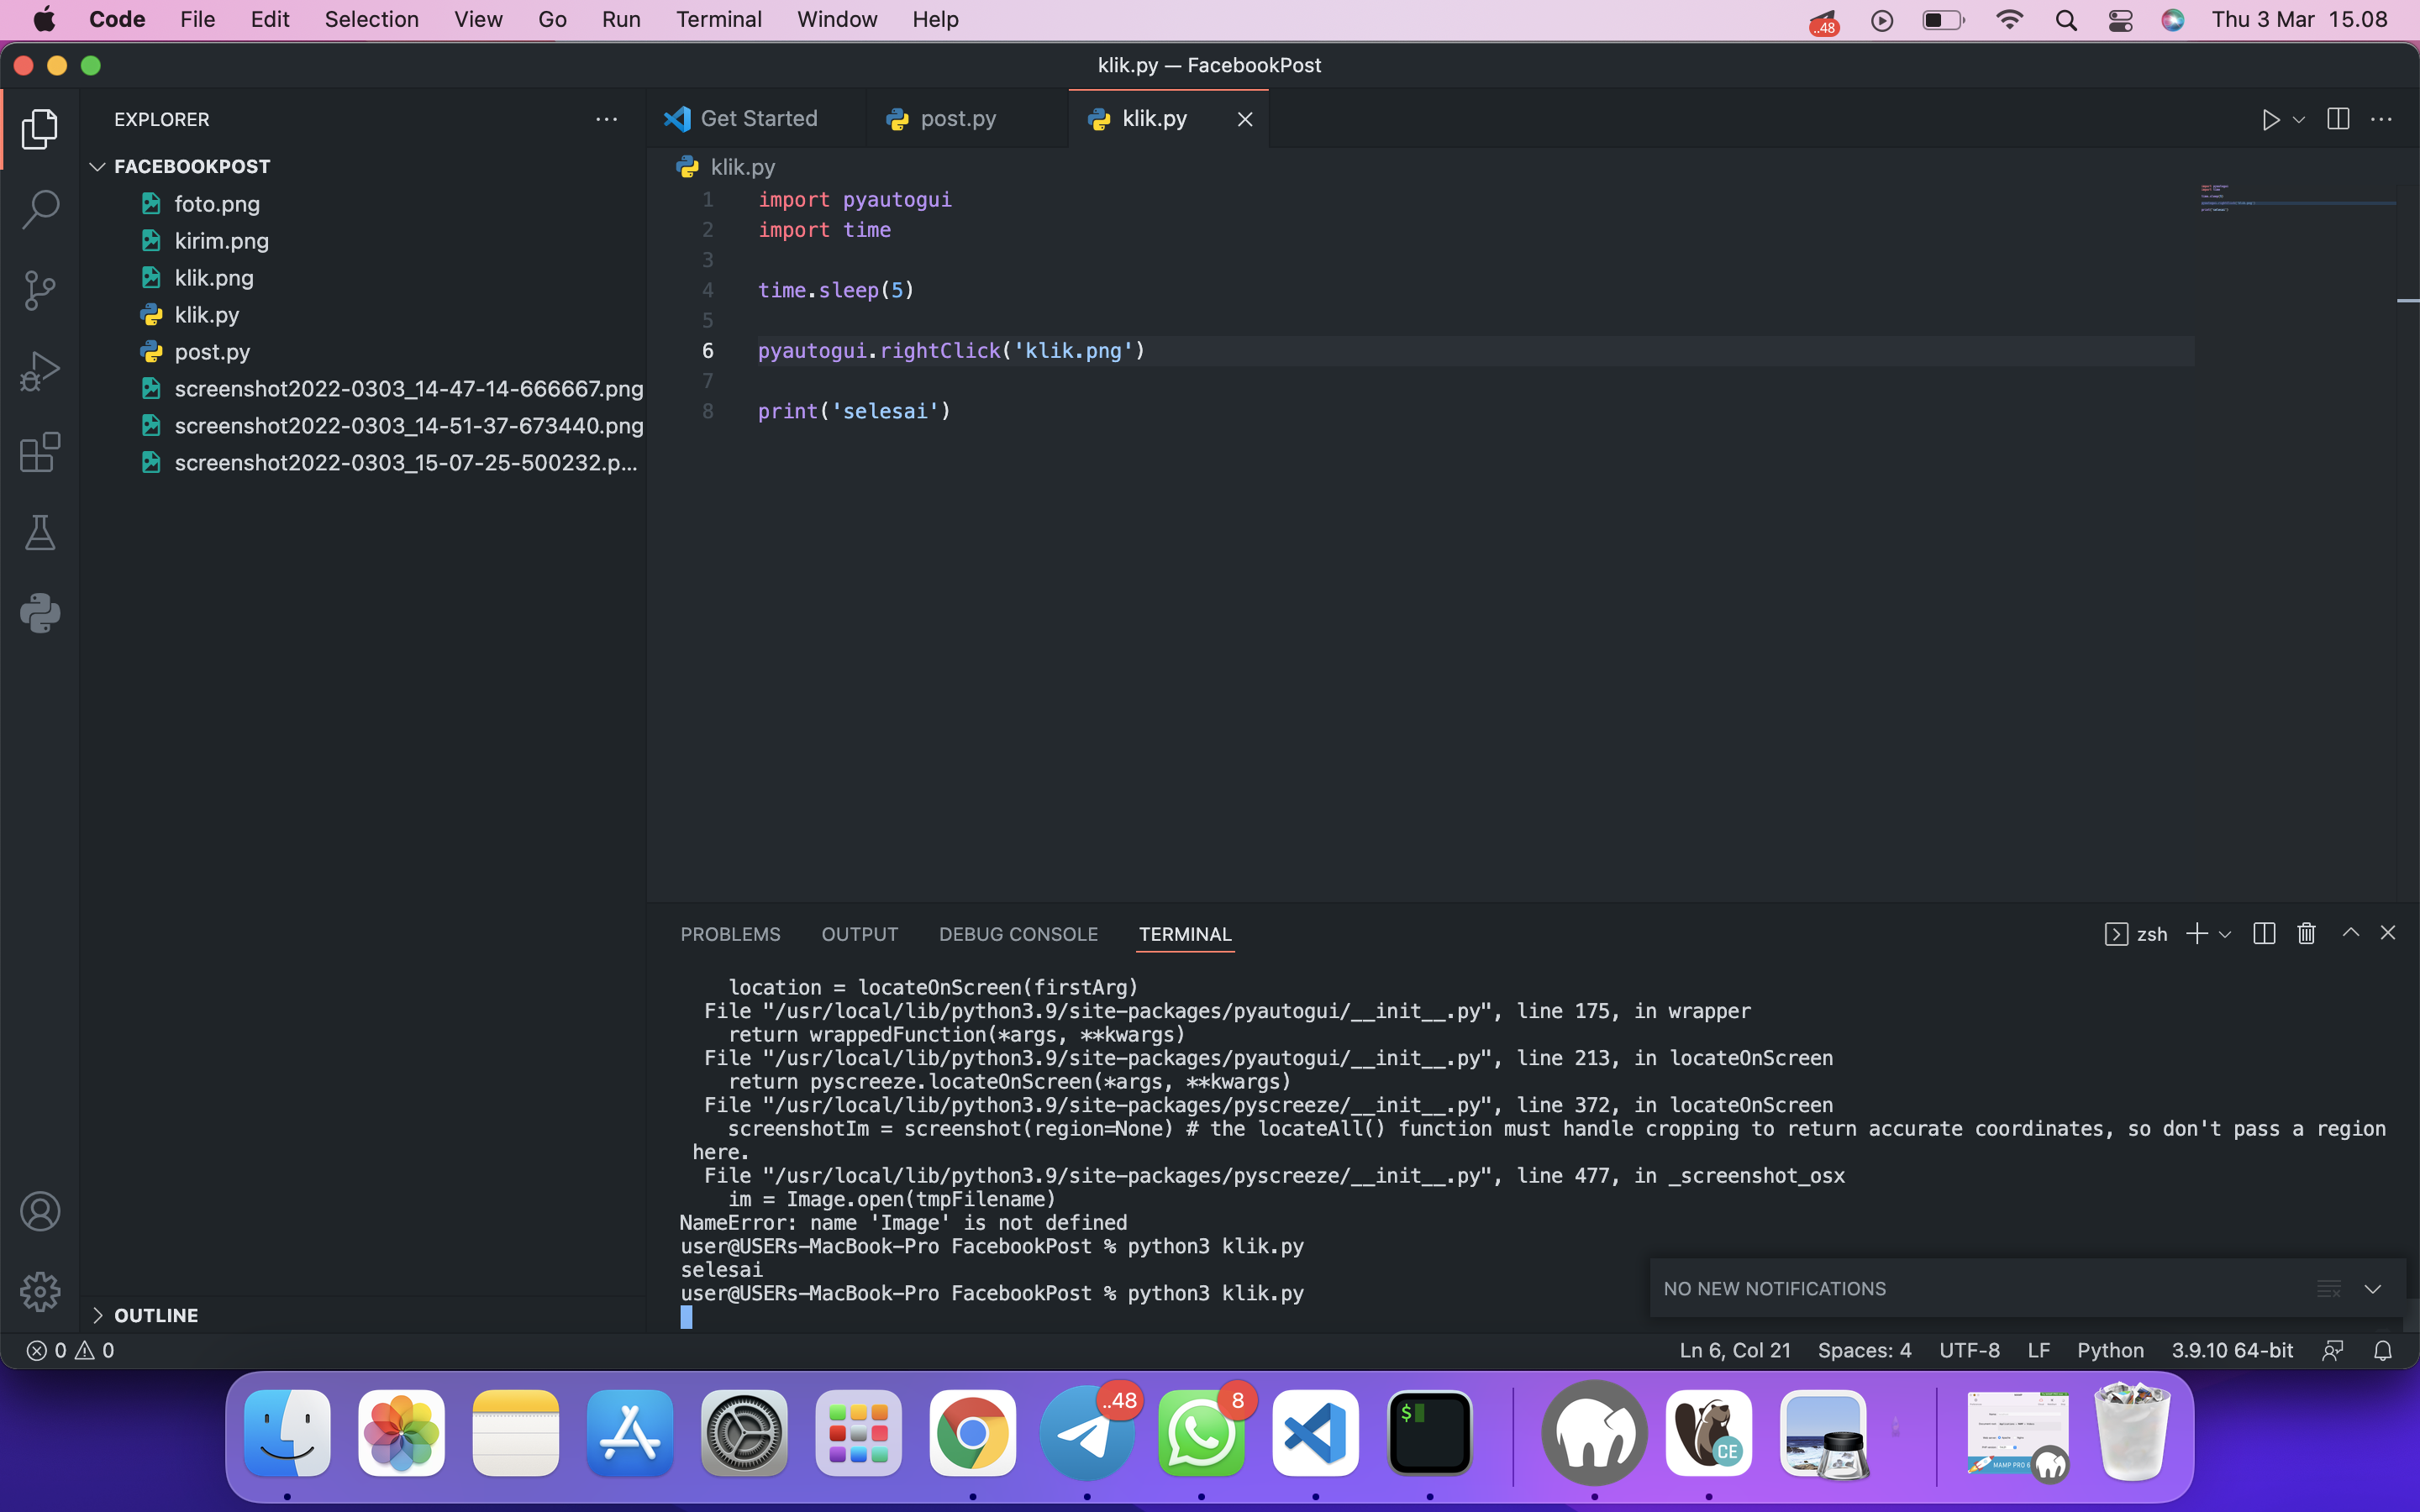 Code File Edit Selection View Go Run Terminal Window Help ..48 Thu 3 Mar 15.08
klik.py — FacebookPost
EXPLORER
Get Started post.py klik.py
FACEBOOKPOST
foto.png
kirim.png
klik.png
klik.py
post.py
screenshot2022-0303_14-47-14-666667.png
screenshot2022-0303_14-51-37-673440.png
screenshot2022-0303_15-07-25-500232.p...
OUTLINE
klik.py
1 import pyautogui
2 import time
3
4 time.sleep(5)
5
6 pyautogui.rightClick('klik.png')
7
8 print('selesai')
PROBLEMS OUTPUT DEBUG CONSOLE TERMINAL zsh
location = locateOnScreen(firstArg)
File "/usr/local/lib/python3.9/site-packages/pyautogui/__init__.py", line 175, in wrapper
return wrappedFunction(*args, **kwargs)
File "/usr/local/lib/python3.9/site-packages/pyautogui/__init__.py", line 213, in locateOnScreen
return pyscreeze.locateOnScreen(*args, **kwargs)
File "/usr/local/lib/python3.9/site-packages/pyscreeze/__init__.py", line 372, in locateOnScreen
screenshotIm = screenshot(region=None) # the locateAll() function must handle cropping to return accurate coordinates, so don't pass a region
here.
File "/usr/local/lib/python3.9/site-packages/pyscreeze/__init__.py", line 477, in _screenshot_osx
im = Image.open(tmpFilename)
NameError: name 'Image' is not defined
user@USERs-MacBook-Pro FacebookPost % python3 klik.py
selesai
user@USERs-MacBook-Pro FacebookPost % python3 klik.py
NO NEW NOTIFICATIONS
0 0 Ln 6, Col 21 Spaces: 4 UTF-8 LF Python 3.9.10 64-bit
..48 8 $ CE
MAMP PRO 6